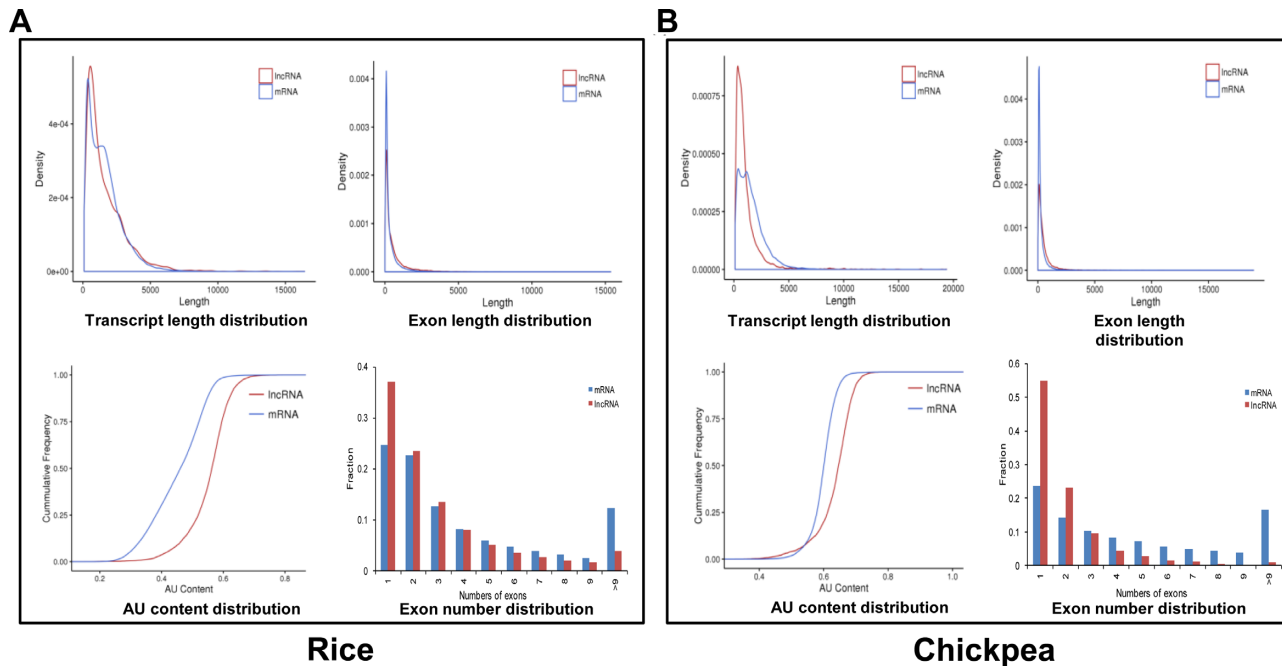 A
lncRNA
mRNA
4e−04
2e−04
0e+00
Density
0
5000
10000
15000
Length
Transcript length distribution
lncRNA
mRNA
0.004
0.003
0.002
0.001
0.000
Density
0
5000
10000
15000
Length
Exon length distribution
lncRNA
mRNA
1.00
0.75
0.50
0.25
0.00
Cummulative Frequency
0.2
0.4
0.6
0.8
AU Content
AU content distribution
mRNA
lncRNA
0.4
0.3
0.2
0.1
0
Fraction
1
2
3
4
5
6
7
8
9
>9
Numbers of exons
Exon number distribution
Rice
B
lncRNA
mRNA
0.00075
0.00050
0.00025
0.00000
Density
0
5000
10000
15000
20000
Length
Transcript length distribution
lncRNA
mRNA
0.004
0.003
0.002
0.001
0.000
Density
0
5000
10000
15000
Length
Exon length
distribution
lncRNA
mRNA
1.00
0.75
0.50
0.25
0.00
Cummulative Frequency
0.4
0.6
0.8
1.0
AU Content
AU content distribution
mRNA
lncRNA
0.6
0.5
0.4
0.3
0.2
0.1
0
Fraction
1
2
3
4
5
6
7
8
9
>9
Numbers of exons
Exon number distribution
Chickpea